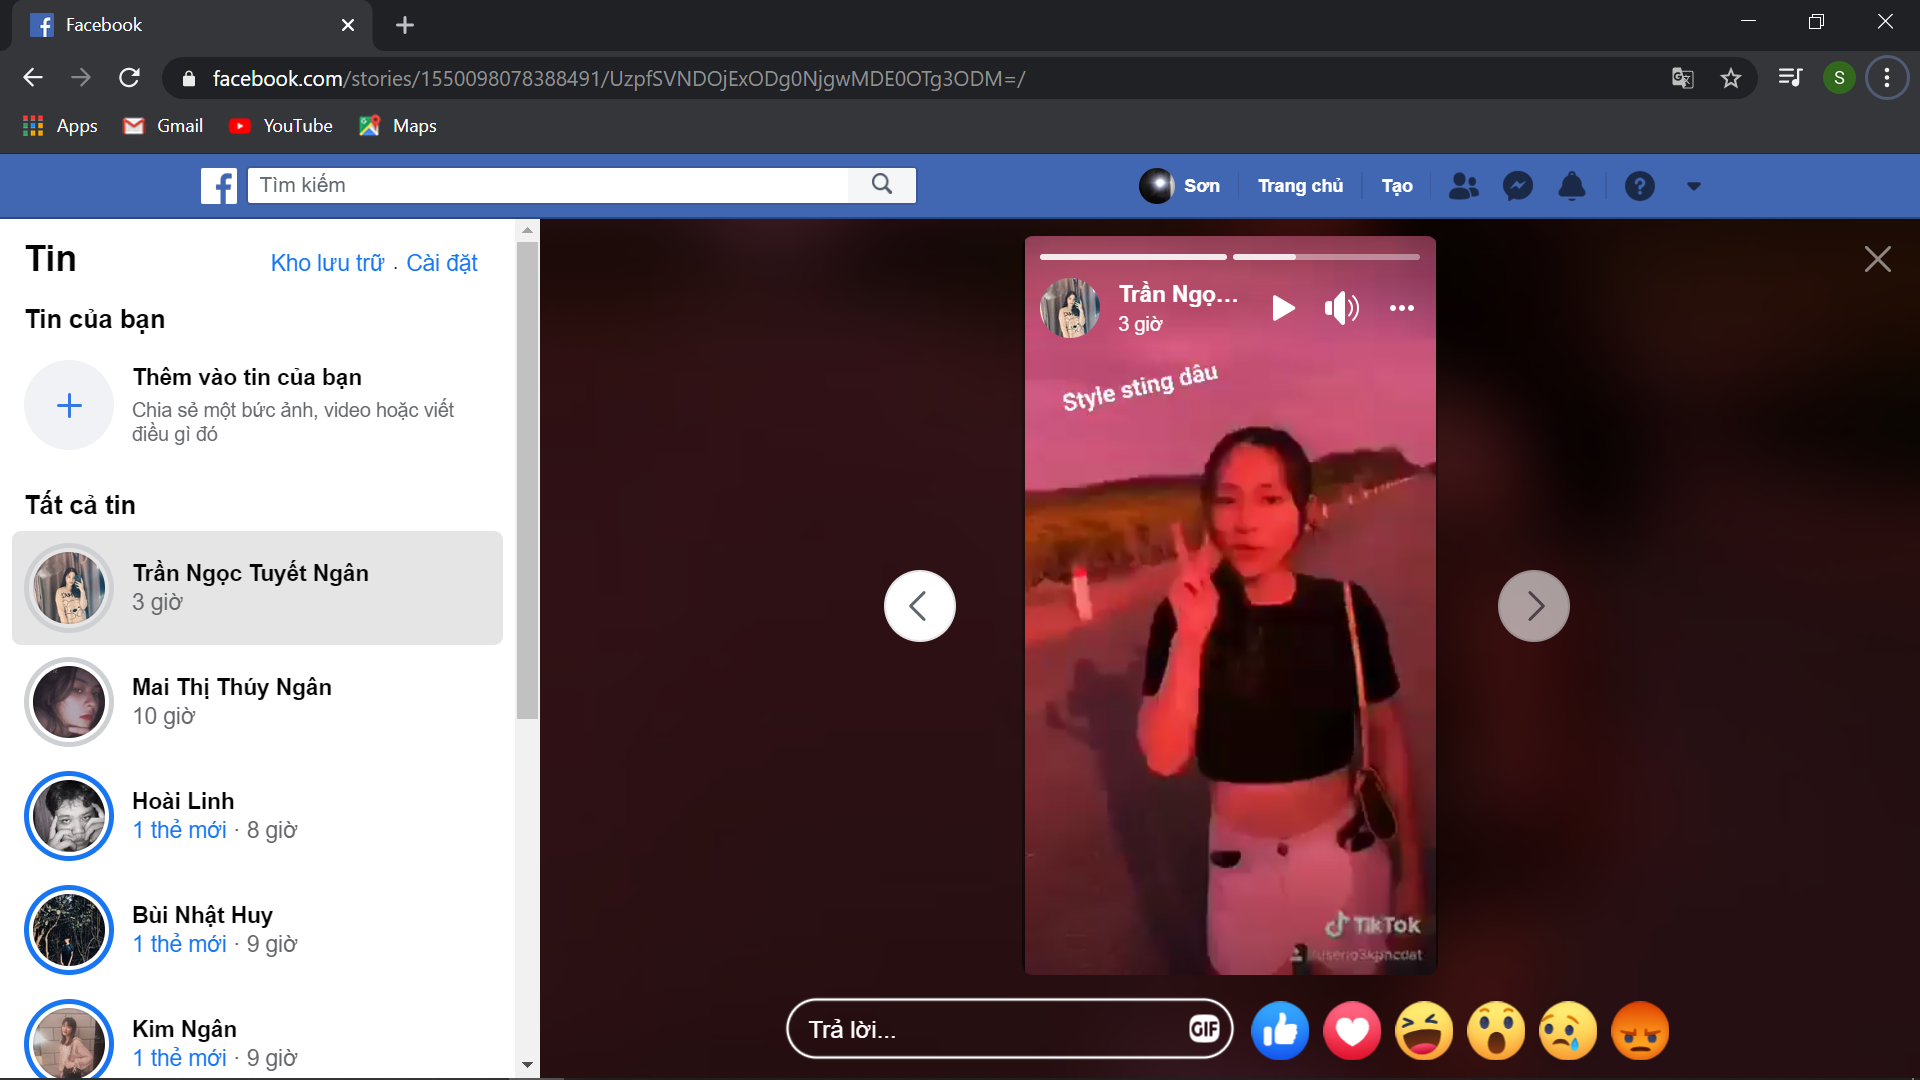 Facebook
facebook.com/stories/1550098078388491/UzpfSVNDOjExODg0NjgwMDE0OTg3ODM=/
S
Apps
Gmail
YouTube
Maps
Tìm kiếm
Sơn
Trang chủ
Tạo
Tin
Kho lưu trữ . Cài đặt
Tin của bạn
Thêm vào tin của bạn
Chia sẻ một bức ảnh, video hoặc viết
điều gì đó
Tất cả tin
Trần Ngọc Tuyết Ngân
3 giờ
Mai Thị Thúy Ngân
10 giờ
Hoài Linh
1 thẻ mới · 8 giờ
Bùi Nhật Huy
1 thẻ mới · 9 giờ
Kim Ngân
1 thẻ mới · 9 giờ
Trần Ngọ...
3 giờ
Style sting dâu
TikTok
Trả lời...
GIF